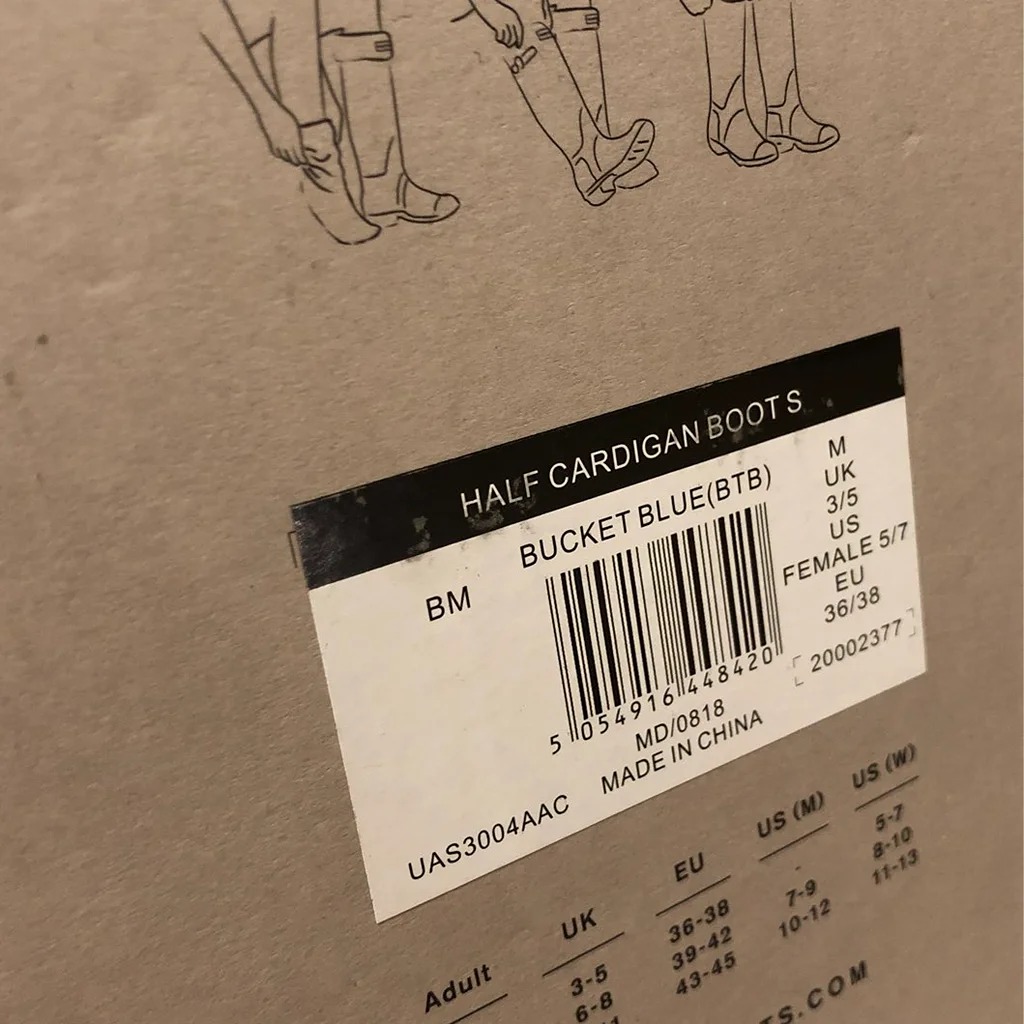 HALF CARDIGAN BOOTS
BUCKET BLUE(BTB)
BM
M
UK
3/5
US
FEMALE 5/7
EU
36/38
20002377
5 054916 448420
MD/0818
MADE IN CHINA
UAS3004AAC
UK EU US (M) US (W)
Adult
3-5 36-38 - 5-7
6-8 39-42 7-9 8-10
43-45 10-12 11-13
S.COM